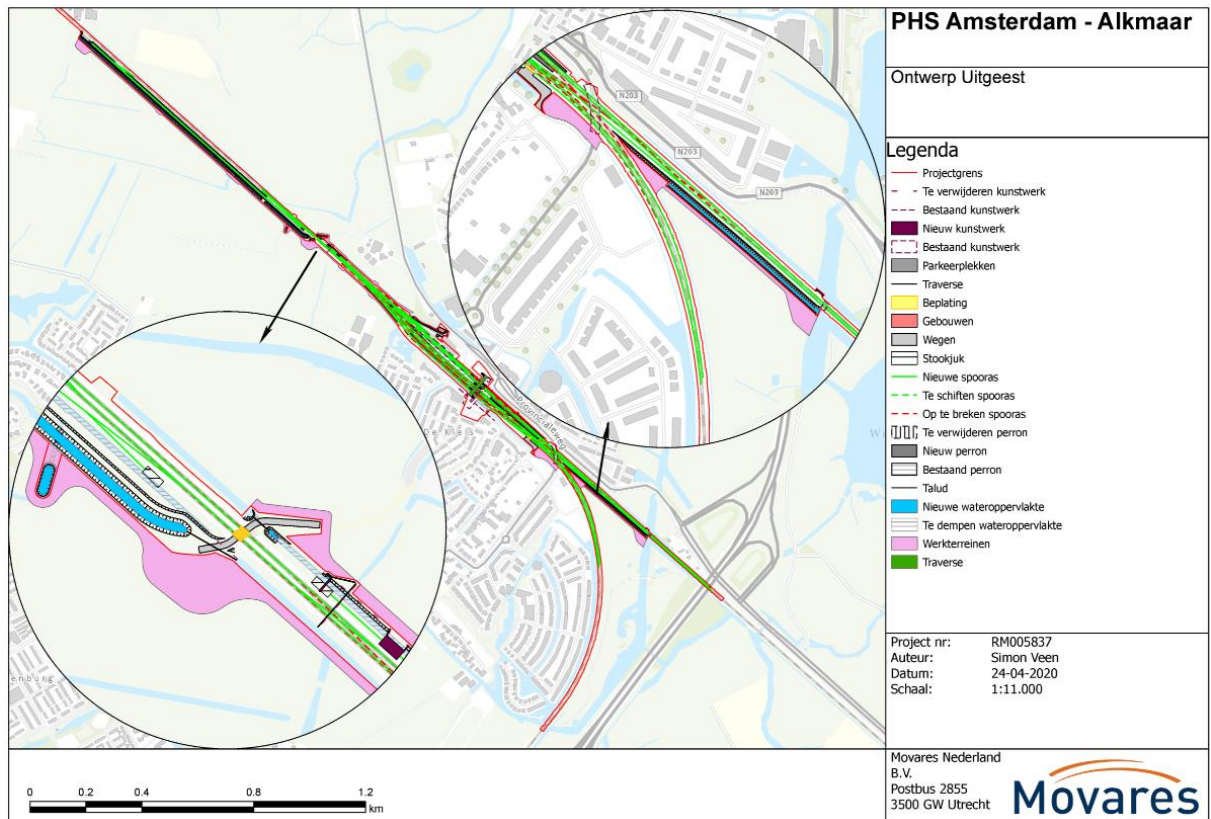 PHS Amsterdam - Alkmaar
Ontwerp Uitgeest
Legenda
Projectgrens
Te verwijderen kunstwerk
Bestaand kunstwerk
Nieuw kunstwerk
Bestaand kunstwerk
Parkeerplekken
Traverse
Beplating
Gebouwen
Wegen
Stookjuk
Nieuwe spooras
Te schiften spooras
Op te breken spooras
Te verwijderen perron
Nieuw perron
Bestaand perron
Talud
Nieuwe wateroppervlakte
Te dempen wateroppervlakte
Werkterreinen
Traverse
Project nr: RM005837
Auteur: Simon Veen
Datum: 24-04-2020
Schaal: 1:11.000
Movares Nederland
B.V.
Postbus 2855
3500 GW Utrecht
Movares
N203
N203
N203
Provincialeweg
De Kleis
enburg
0 0.2 0.4 0.8 1.2
km